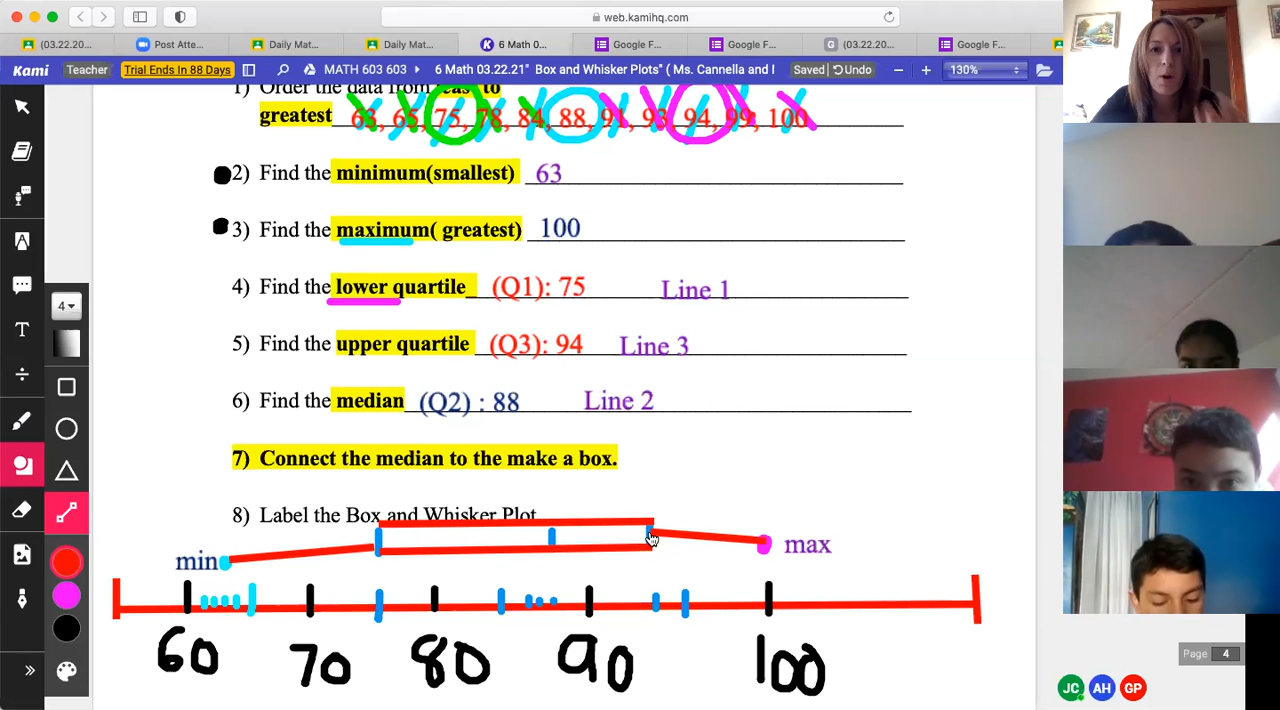 web.kamihq.com
(03.22.20... Post Atte... Daily Mat... Daily Mat... 6 Math 0... Google F... Google F... (03.22.20... Google F...
Kami Teacher Trial Ends In 88 Days MATH 603 603 6 Math 03.22.21" Box and Whisker Plots" ( Ms. Cannella and M Saved Undo 130%
1) Order the data from least to
greatest 63, 65, 75, 78, 84, 88, 91, 93, 94, 99, 100
2) Find the minimum(smallest) 63
3) Find the maximum( greatest) 100
4) Find the lower quartile (Q1): 75 Line 1
5) Find the upper quartile (Q3): 94 Line 3
6) Find the median (Q2) : 88 Line 2
7) Connect the median to the make a box.
8) Label the Box and Whisker Plot
min max
60 70 80 90 100
4
Page 4
JC AH GP